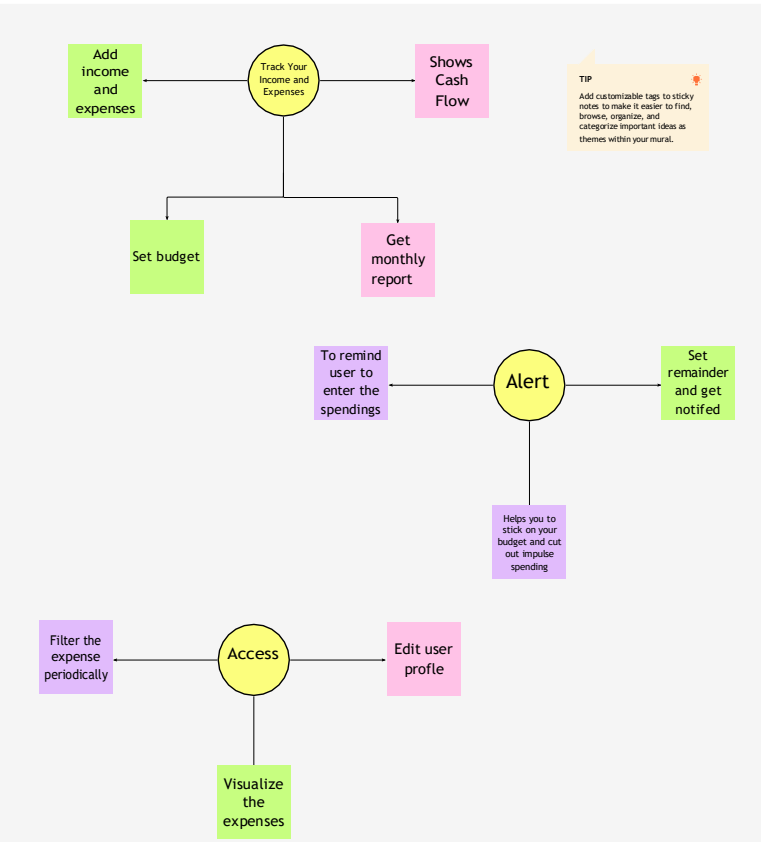 Add
income
and
expenses
Track Your
Income and
Expenses
Shows
Cash
Flow
TIP
Add customizable tags to sticky
notes to make it easier to find,
browse, organize, and
categorize important ideas as
themes within your mural.
Set budget
Get
monthly
report
To remind
user to
enter the
spendings
Alert
Set
remainder
and get
notifed
Helps you to
stick on your
budget and cut
out impulse
spending
Filter the
expense
periodically
Access
Edit user
profle
Visualize
the
expenses